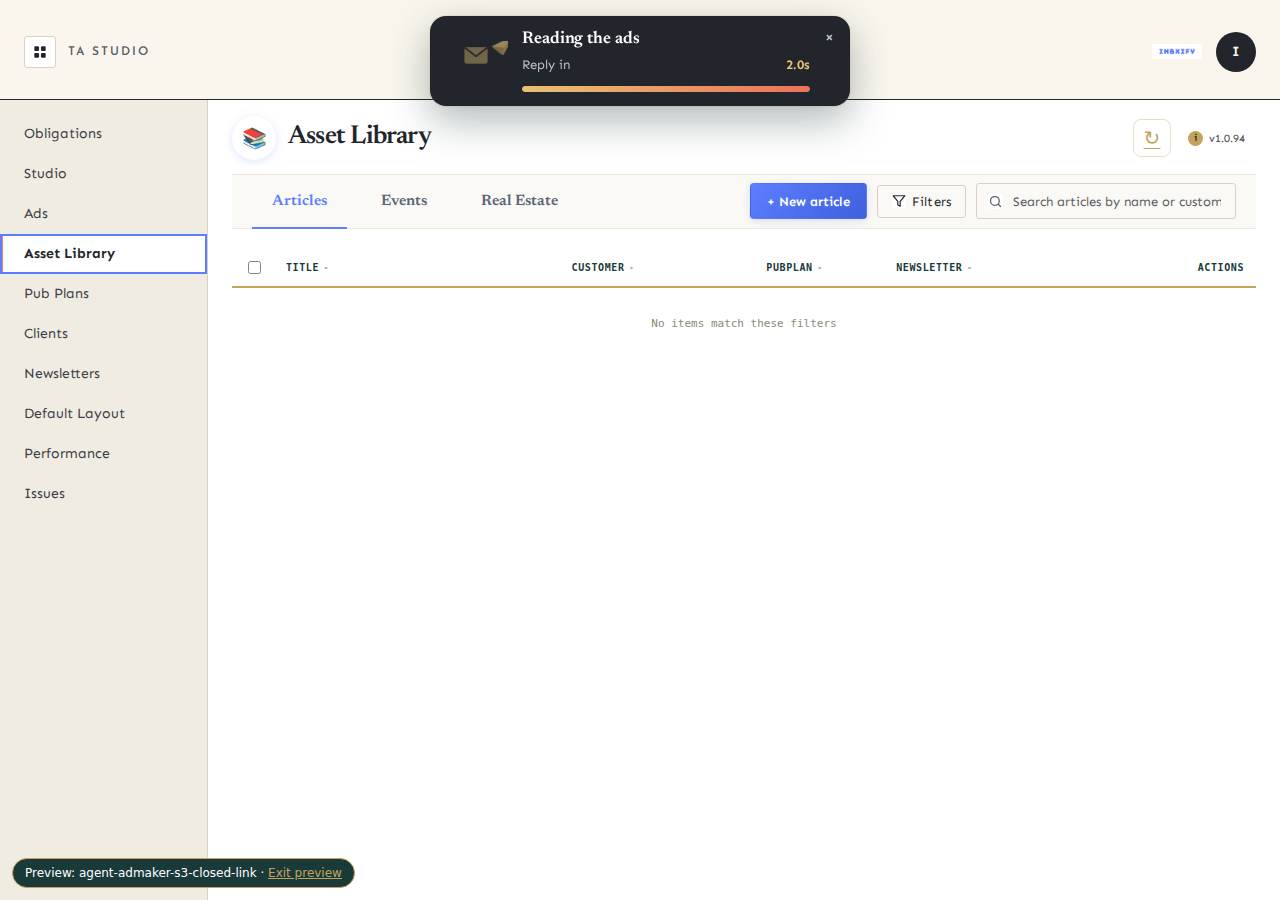 TA STUDIO
Reading the ads
×
Reply in
2.0s
INBXIFY
I
Obligations
Studio
Ads
Asset Library
Pub Plans
Clients
Newsletters
Default Layout
Performance
Issues
Asset Library
↻
i
v1.0.94
Articles
Events
Real Estate
+ New article
Filters
Search articles by name or custom
TITLE -
CUSTOMER -
PUBPLAN -
NEWSLETTER -
ACTIONS
No items match these filters
Preview: agent-admaker-s3-closed-link · Exit preview